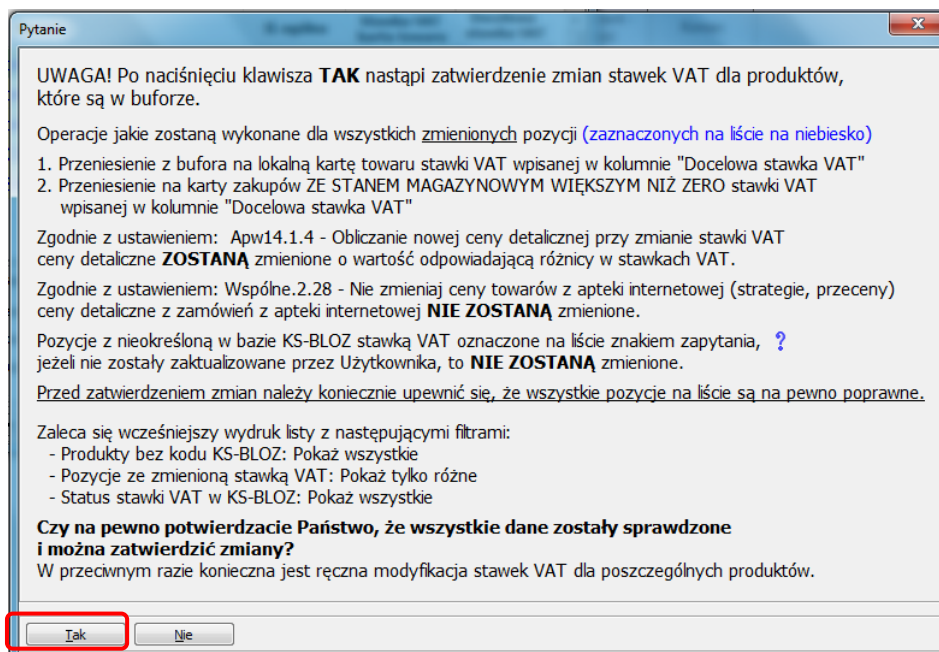 Pytanie
UWAGA! Po naciśnięciu klawisza TAK nastąpi zatwierdzenie zmian stawek VAT dla produktów,
które są w buforze.
Operacje jakie zostaną wykonane dla wszystkich zmienionych pozycji (zaznaczonych na liście na niebiesko)
1. Przeniesienie z bufora na lokalną kartę towaru stawki VAT wpisanej w kolumnie "Docelowa stawka VAT"
2. Przeniesienie na karty zakupów ZE STANEM MAGAZYNOWYM WIĘKSZYM NIŻ ZERO stawki VAT
wpisanej w kolumnie "Docelowa stawka VAT"
Zgodnie z ustawieniem: Apw14.1.4 - Obliczanie nowej ceny detalicznej przy zmianie stawki VAT
ceny detaliczne ZOSTANĄ zmienione o wartość odpowiadającą różnicy w stawkach VAT.
Zgodnie z ustawieniem: Wspólne.2.28 - Nie zmieniaj ceny towarów z apteki internetowej (strategie, przeceny)
ceny detaliczne z zamówień z apteki internetowej NIE ZOSTANĄ zmienione.
Pozycje z nieokreśloną w bazie KS-BLOZ stawką VAT oznaczone na liście znakiem zapytania, ?
jeżeli nie zostały zaktualizowane przez Użytkownika, to NIE ZOSTANĄ zmienione.
Przed zatwierdzeniem zmian należy koniecznie upewnić się, że wszystkie pozycje na liście są na pewno poprawne.
Zaleca się wcześniejszy wydruk listy z następującymi filtrami:
- Produkty bez kodu KS-BLOZ: Pokaż wszystkie
- Pozycje ze zmienioną stawką VAT: Pokaż tylko różne
- Status stawki VAT w KS-BLOZ: Pokaż wszystkie
Czy na pewno potwierdzacie Państwo, że wszystkie dane zostały sprawdzone
i można zatwierdzić zmiany?
W przeciwnym razie konieczna jest ręczna modyfikacja stawek VAT dla poszczególnych produktów.
Tak Nie